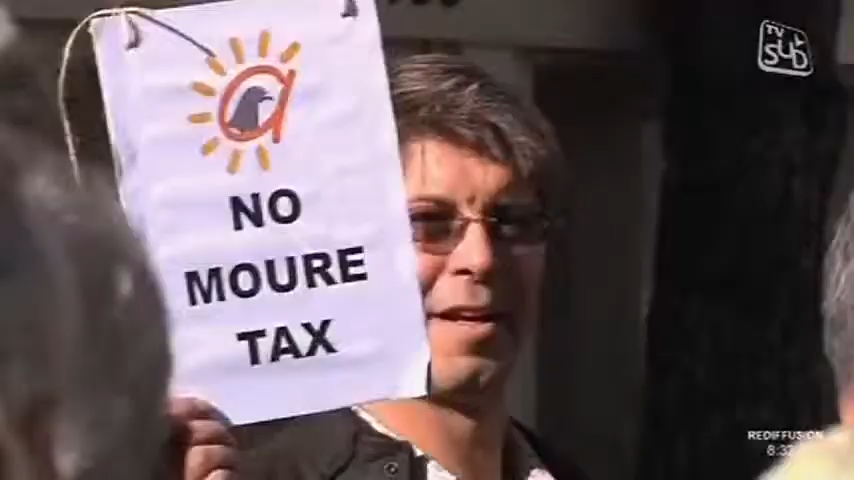 TV
SUD
NO
MOURE
TAX
REDIFFUSION